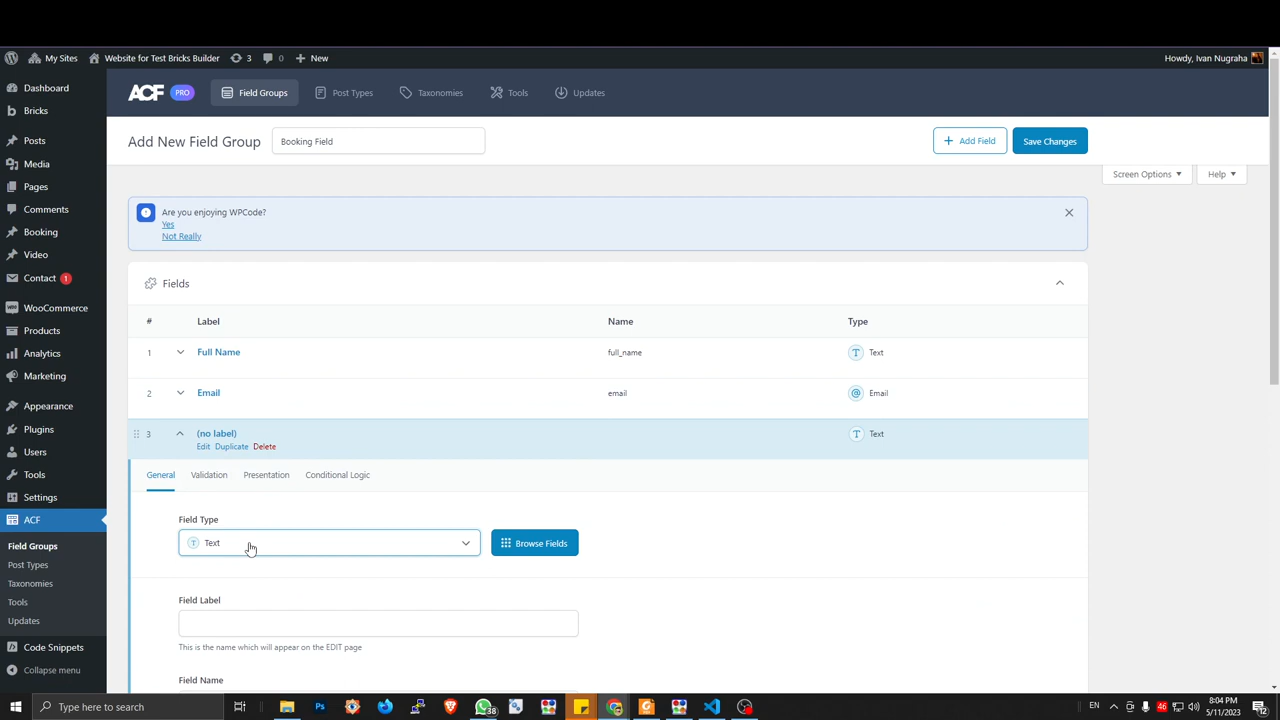 My Sites
Website for Test Bricks Builder
3
0
New
Howdy, Ivan Nugraha
Dashboard
Bricks
Posts
Media
Pages
Comments
Booking
Video
Contact 1
WooCommerce
Products
Analytics
Marketing
Appearance
Plugins
Users
Tools
Settings
ACF
Field Groups
Post Types
Taxonomies
Tools
Updates
Code Snippets
Collapse menu
ACF PRO
Field Groups
Post Types
Taxonomies
Tools
Updates
Add New Field Group
Booking Field
Add Field
Save Changes
Screen Options
Help
Are you enjoying WPCode?
Yes
Not Really
Fields
# Label Name Type
1 Full Name full_name T Text
2 Email email @ Email
3 (no label) T Text
Edit Duplicate Delete
General Validation Presentation Conditional Logic
Field Type
T Text
Browse Fields
Field Label
This is the name which will appear on the EDIT page
Field Name
Type here to search
Ps
38
EN
46
8:04 PM
5/11/2023
12